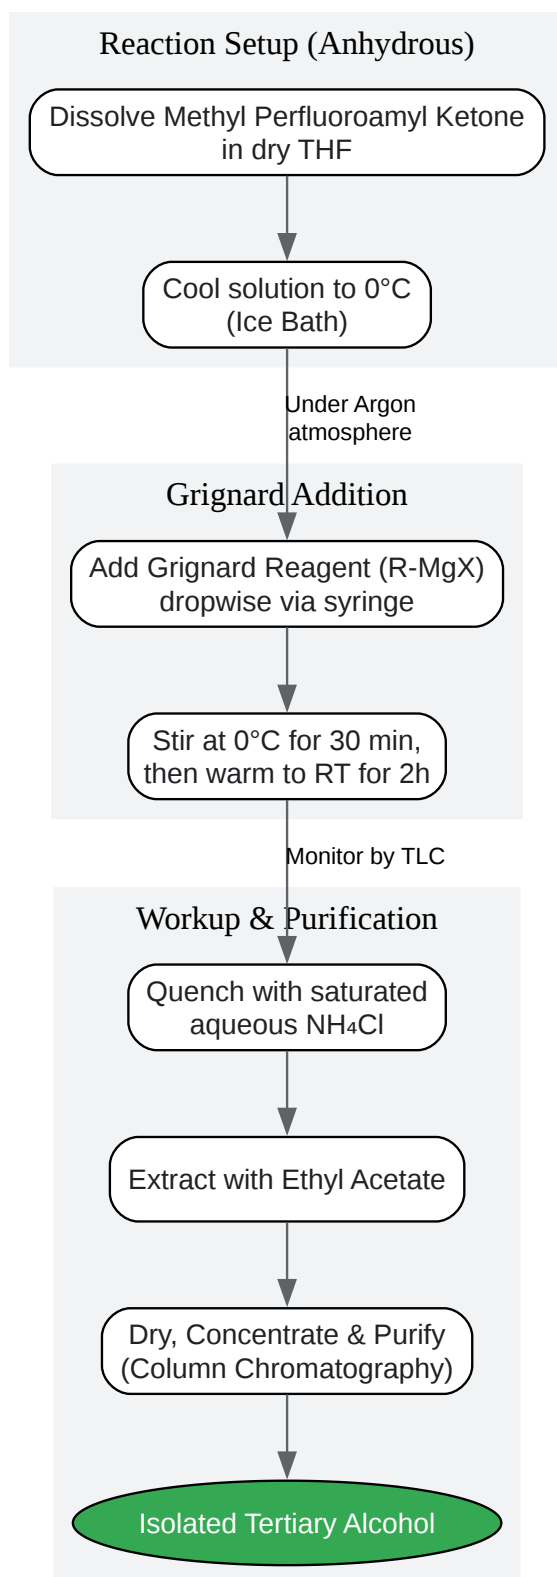 Reaction Setup (Anhydrous)
Dissolve Methyl Perfluoroamyl Ketone
in dry THF
Cool solution to 0°C
(Ice Bath)
Under Argon
atmosphere
Grignard Addition
Add Grignard Reagent (R-MgX)
dropwise via syringe
Stir at 0°C for 30 min,
then warm to RT for 2h
Monitor by TLC
Workup & Purification
Quench with saturated
aqueous NH₄Cl
Extract with Ethyl Acetate
Dry, Concentrate & Purify
(Column Chromatography)
Isolated Tertiary Alcohol